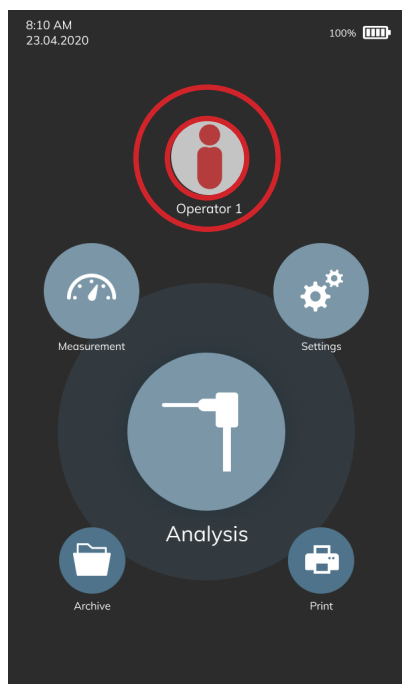 8:10 AM
23.04.2020
100%
Operator 1
Measurement
Settings
Analysis
Archive
Print